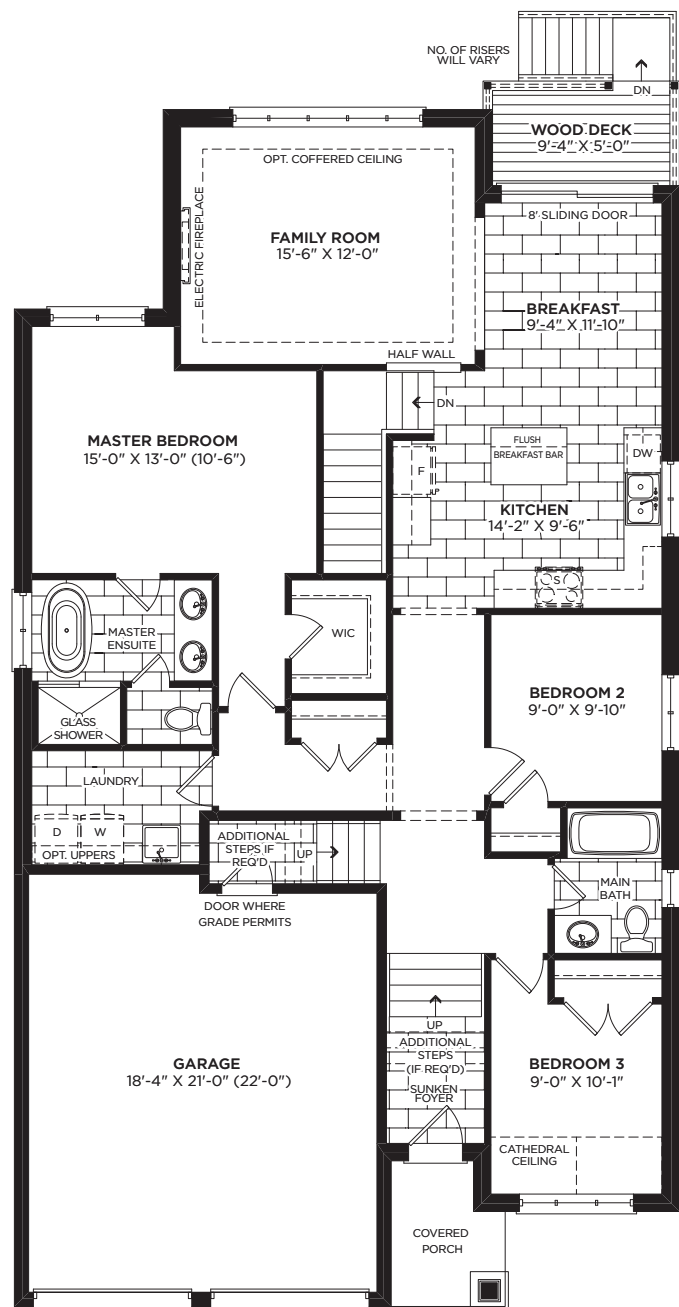 NO. OF RISERS
WILL VARY
DN
WOOD DECK
9'-4" X 5'-0"
OPT. COFFERED CEILING
8' SLIDING DOOR
ELECTRIC FIREPLACE
FAMILY ROOM
15'-6" X 12'-0"
BREAKFAST
9'-4" X 11'-10"
HALF WALL
DN
MASTER BEDROOM
15'-0" X 13'-0" (10'-6")
FLUSH
BREAKFAST BAR
DW
F
P
KITCHEN
14'-2" X 9'-6"
S
MASTER
ENSUITE
WIC
BEDROOM 2
9'-0" X 9'-10"
GLASS
SHOWER
LAUNDRY
D
W
OPT. UPPERS
ADDITIONAL
STEPS IF
REQ'D
UP
DOOR WHERE
GRADE PERMITS
MAIN
BATH
UP
ADDITIONAL
STEPS
(IF REQ'D)
SUNKEN
FOYER
GARAGE
18'-4" X 21'-0" (22'-0")
BEDROOM 3
9'-0" X 10'-1"
CATHEDRAL
CEILING
COVERED
PORCH